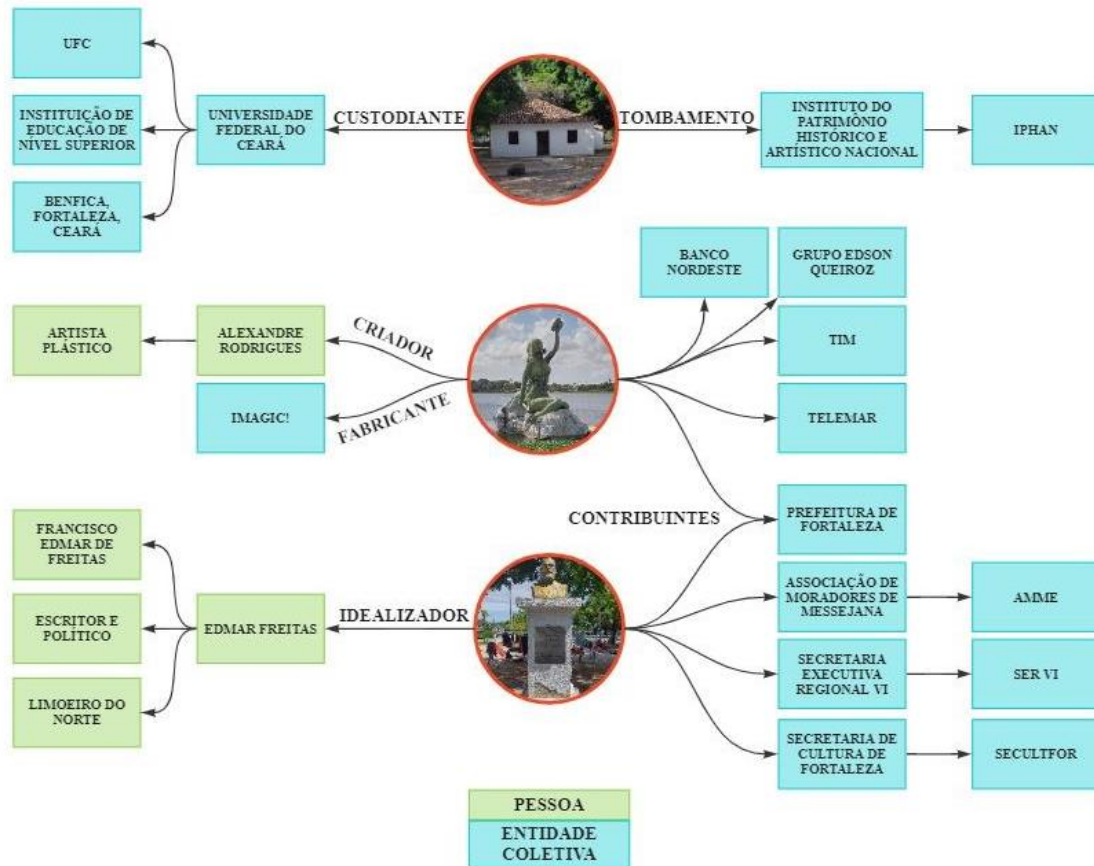 UFC
INSTITUIÇÃO DE
EDUCAÇÃO DE
NÍVEL SUPERIOR
BENFICA,
FORTALEZA,
CEARÁ
UNIVERSIDADE
FEDERAL DO
CEARÁ
CUSTODIANTE
TOMBAMENTO
INSTITUTO DO
PATRIMÔNIO
HISTÓRICO E
ARTÍSTICO NACIONAL
IPHAN
ARTISTA
PLÁSTICO
ALEXANDRE
RODRIGUES
IMAGIC!
CRIADOR
FABRICANTE
BANCO
NORDESTE
GRUPO EDSON
QUEIROZ
TIM
TELEMAR
CONTRIBUINTES
PREFEITURA DE
FORTALEZA
FRANCISCO
EDMAR DE
FREITAS
ESCRITOR E
POLÍTICO
LIMOEIRO DO
NORTE
EDMAR FREITAS
IDEALIZADOR
ASSOCIAÇÃO DE
MORADORES DE
MESSEJANA
AMME
SECRETARIA
EXECUTIVA
REGIONAL VI
SER VI
SECRETARIA DE
CULTURA DE
FORTALEZA
SECULTFOR
PESSOA
ENTIDADE
COLETIVA